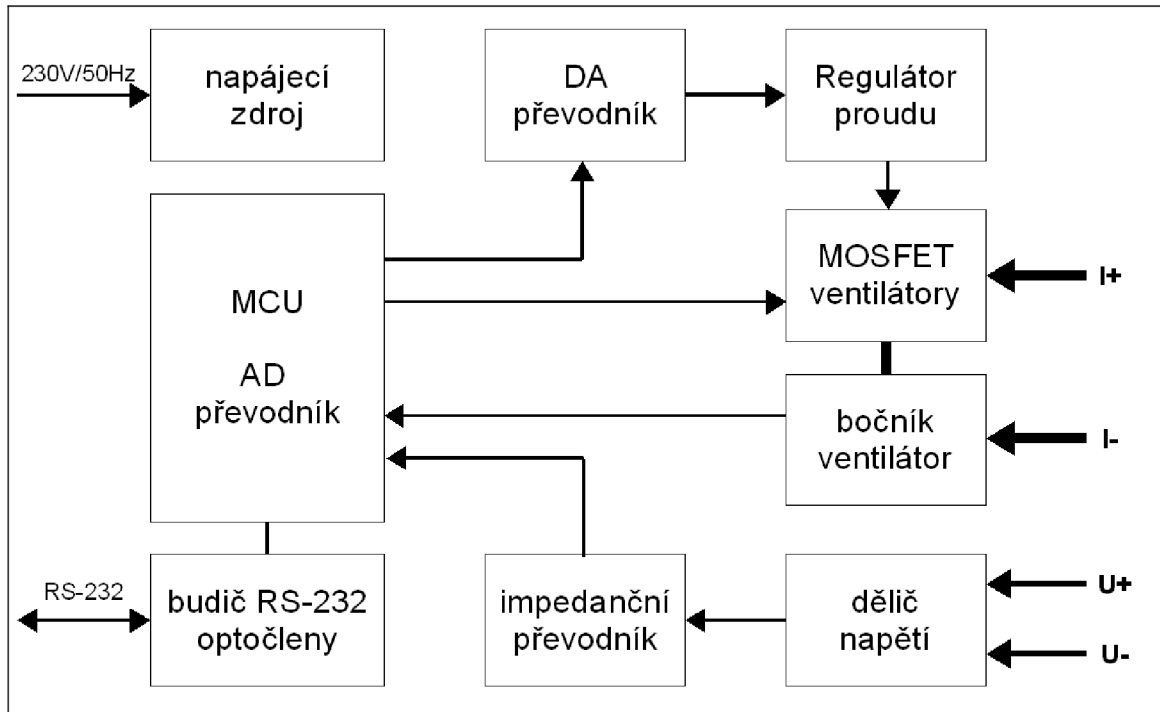 230V/50Hz
napájecí
zdroj
DA
převodník
Regulátor
proudu
MCU
AD
převodník
MOSFET
ventilátory
I+
bočník
ventilátor
I-
RS-232
budič RS-232
optočleny
impedanční
převodník
dělič
napětí
U+
U-